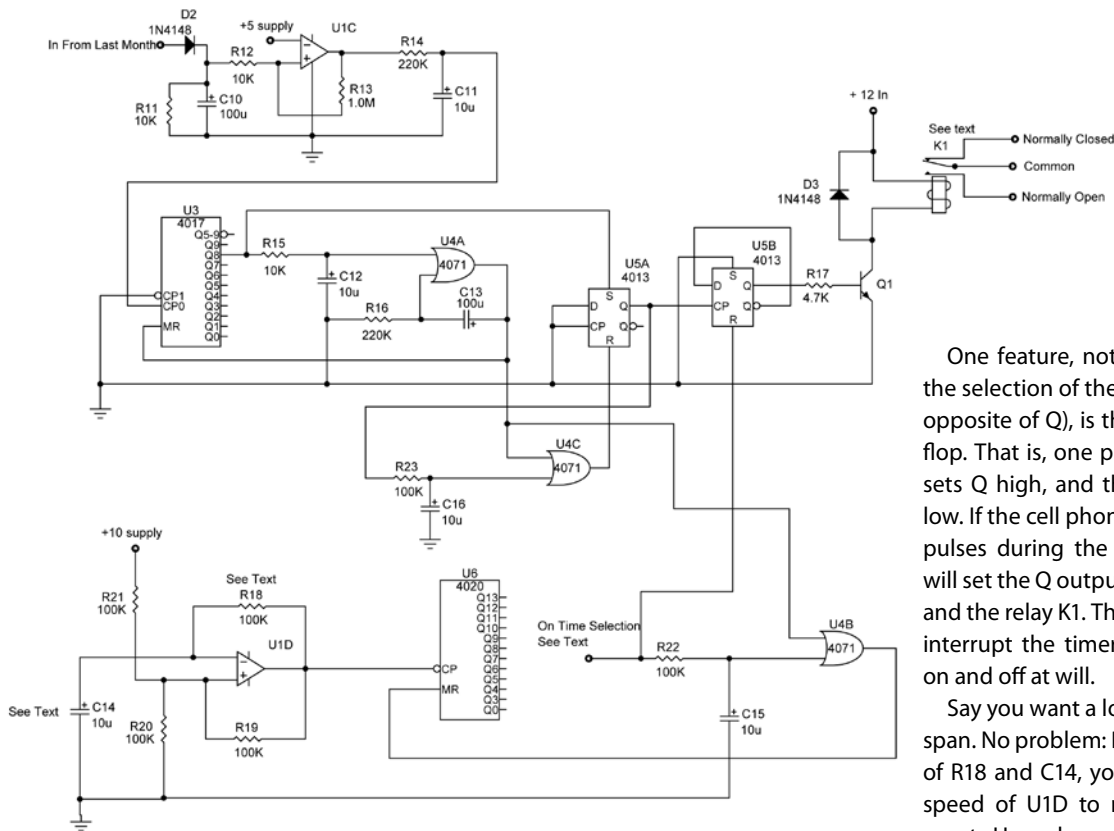 D2
1N4148
In From Last Month
+5 supply
U1C
R12
10K
R11
10K
C10
100u
R13
1.0M
R14
220K
C11
10u
+ 12 In
See text
K1
Normally Closed
Common
Normally Open
D3
1N4148
U3
4017
Q5-9
Q9
Q8
Q7
Q6
Q5
Q4
Q3
Q2
Q1
Q0
CP1
CP0
MR
R15
10K
C12
10u
R16
220K
U4A
4071
C13
100u
U5A
4013
S
D
Q
CP
Q
R
U5B
4013
S
D
Q
CP
Q
R
R17
4.7K
Q1
U4C
4071
R23
100K
C16
10u
+10 supply
R21
100K
See Text
R18
100K
U1D
See Text
C14
10u
R20
100K
R19
100K
U6
4020
Q13
Q12
Q11
Q10
Q9
Q8
Q7
Q6
Q5
Q4
Q3
Q0
CP
MR
On Time Selection
See Text
R22
100K
C15
10u
U4B
4071
One feature, not
the selection of the
opposite of Q), is th
flop. That is, one p
sets Q high, and th
low. If the cell phon
pulses during the
will set the Q outpu
and the relay K1. Th
interrupt the timer
on and off at will.
Say you want a lo
span. No problem:
of R18 and C14, yo
speed of U1D to